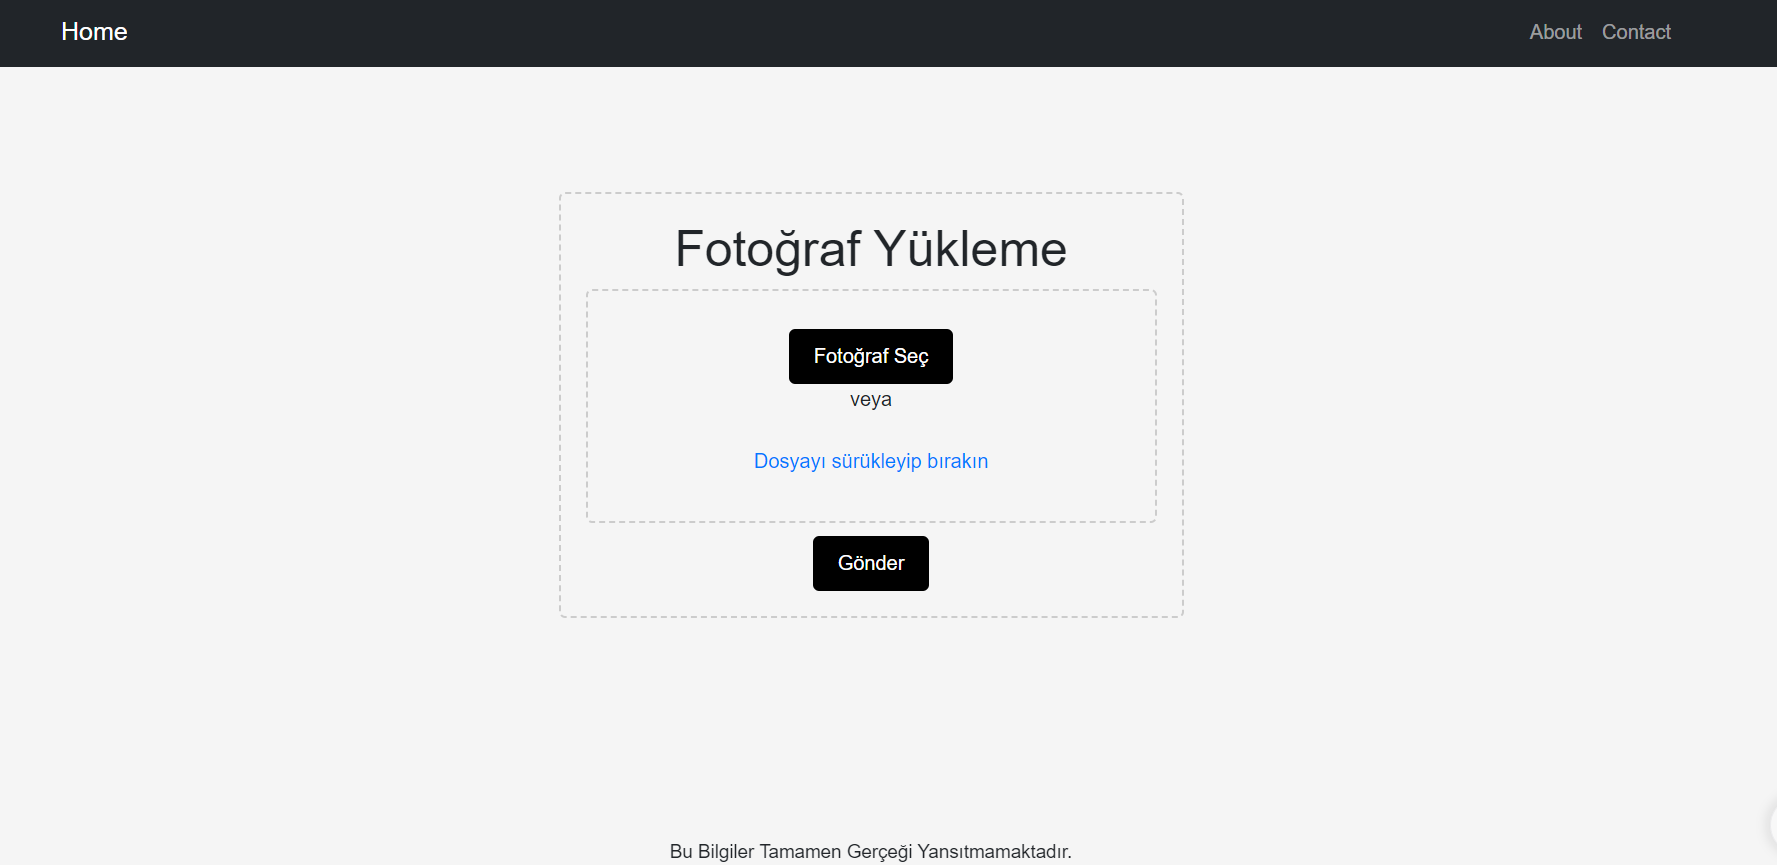 Home About Contact
Fotoğraf Yükleme
Fotoğraf Seç
veya
Dosyayı sürükleyip bırakın
Gönder
Bu Bilgiler Tamamen Gerçeği Yansıtmamaktadır.